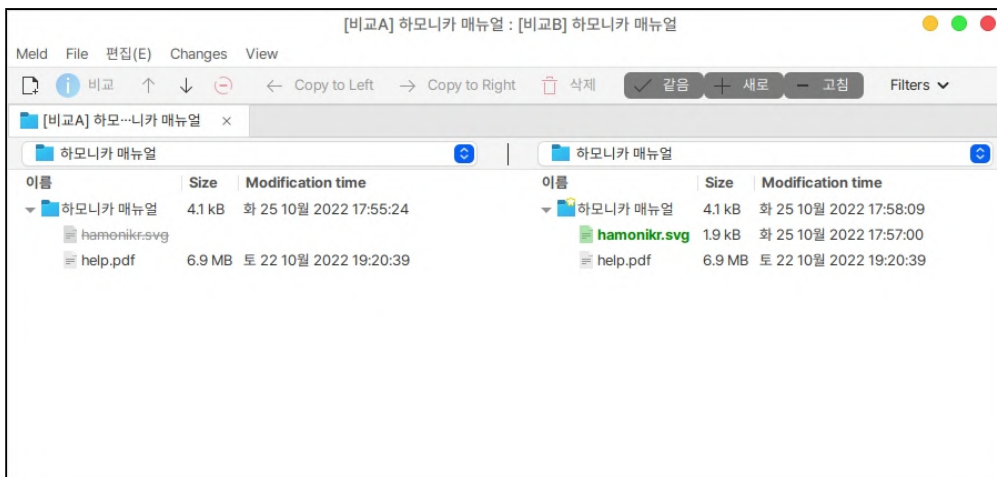 [비교A] 하모니카 매뉴얼 : [비교B] 하모니카 매뉴얼
Meld File 편집(E) Changes View
비교 Copy to Left Copy to Right 삭제 같음 새로 고침 Filters
[비교A] 하모…니카 매뉴얼 ×
하모니카 매뉴얼 하모니카 매뉴얼
이름 Size Modification time 이름 Size Modification time
하모니카 매뉴얼 4.1 kB 화 25 10월 2022 17:55:24 하모니카 매뉴얼 4.1 kB 화 25 10월 2022 17:58:09
hamonikr.svg hamonikr.svg 1.9 kB 화 25 10월 2022 17:57:00
help.pdf 6.9 MB 토 22 10월 2022 19:20:39 help.pdf 6.9 MB 토 22 10월 2022 19:20:39